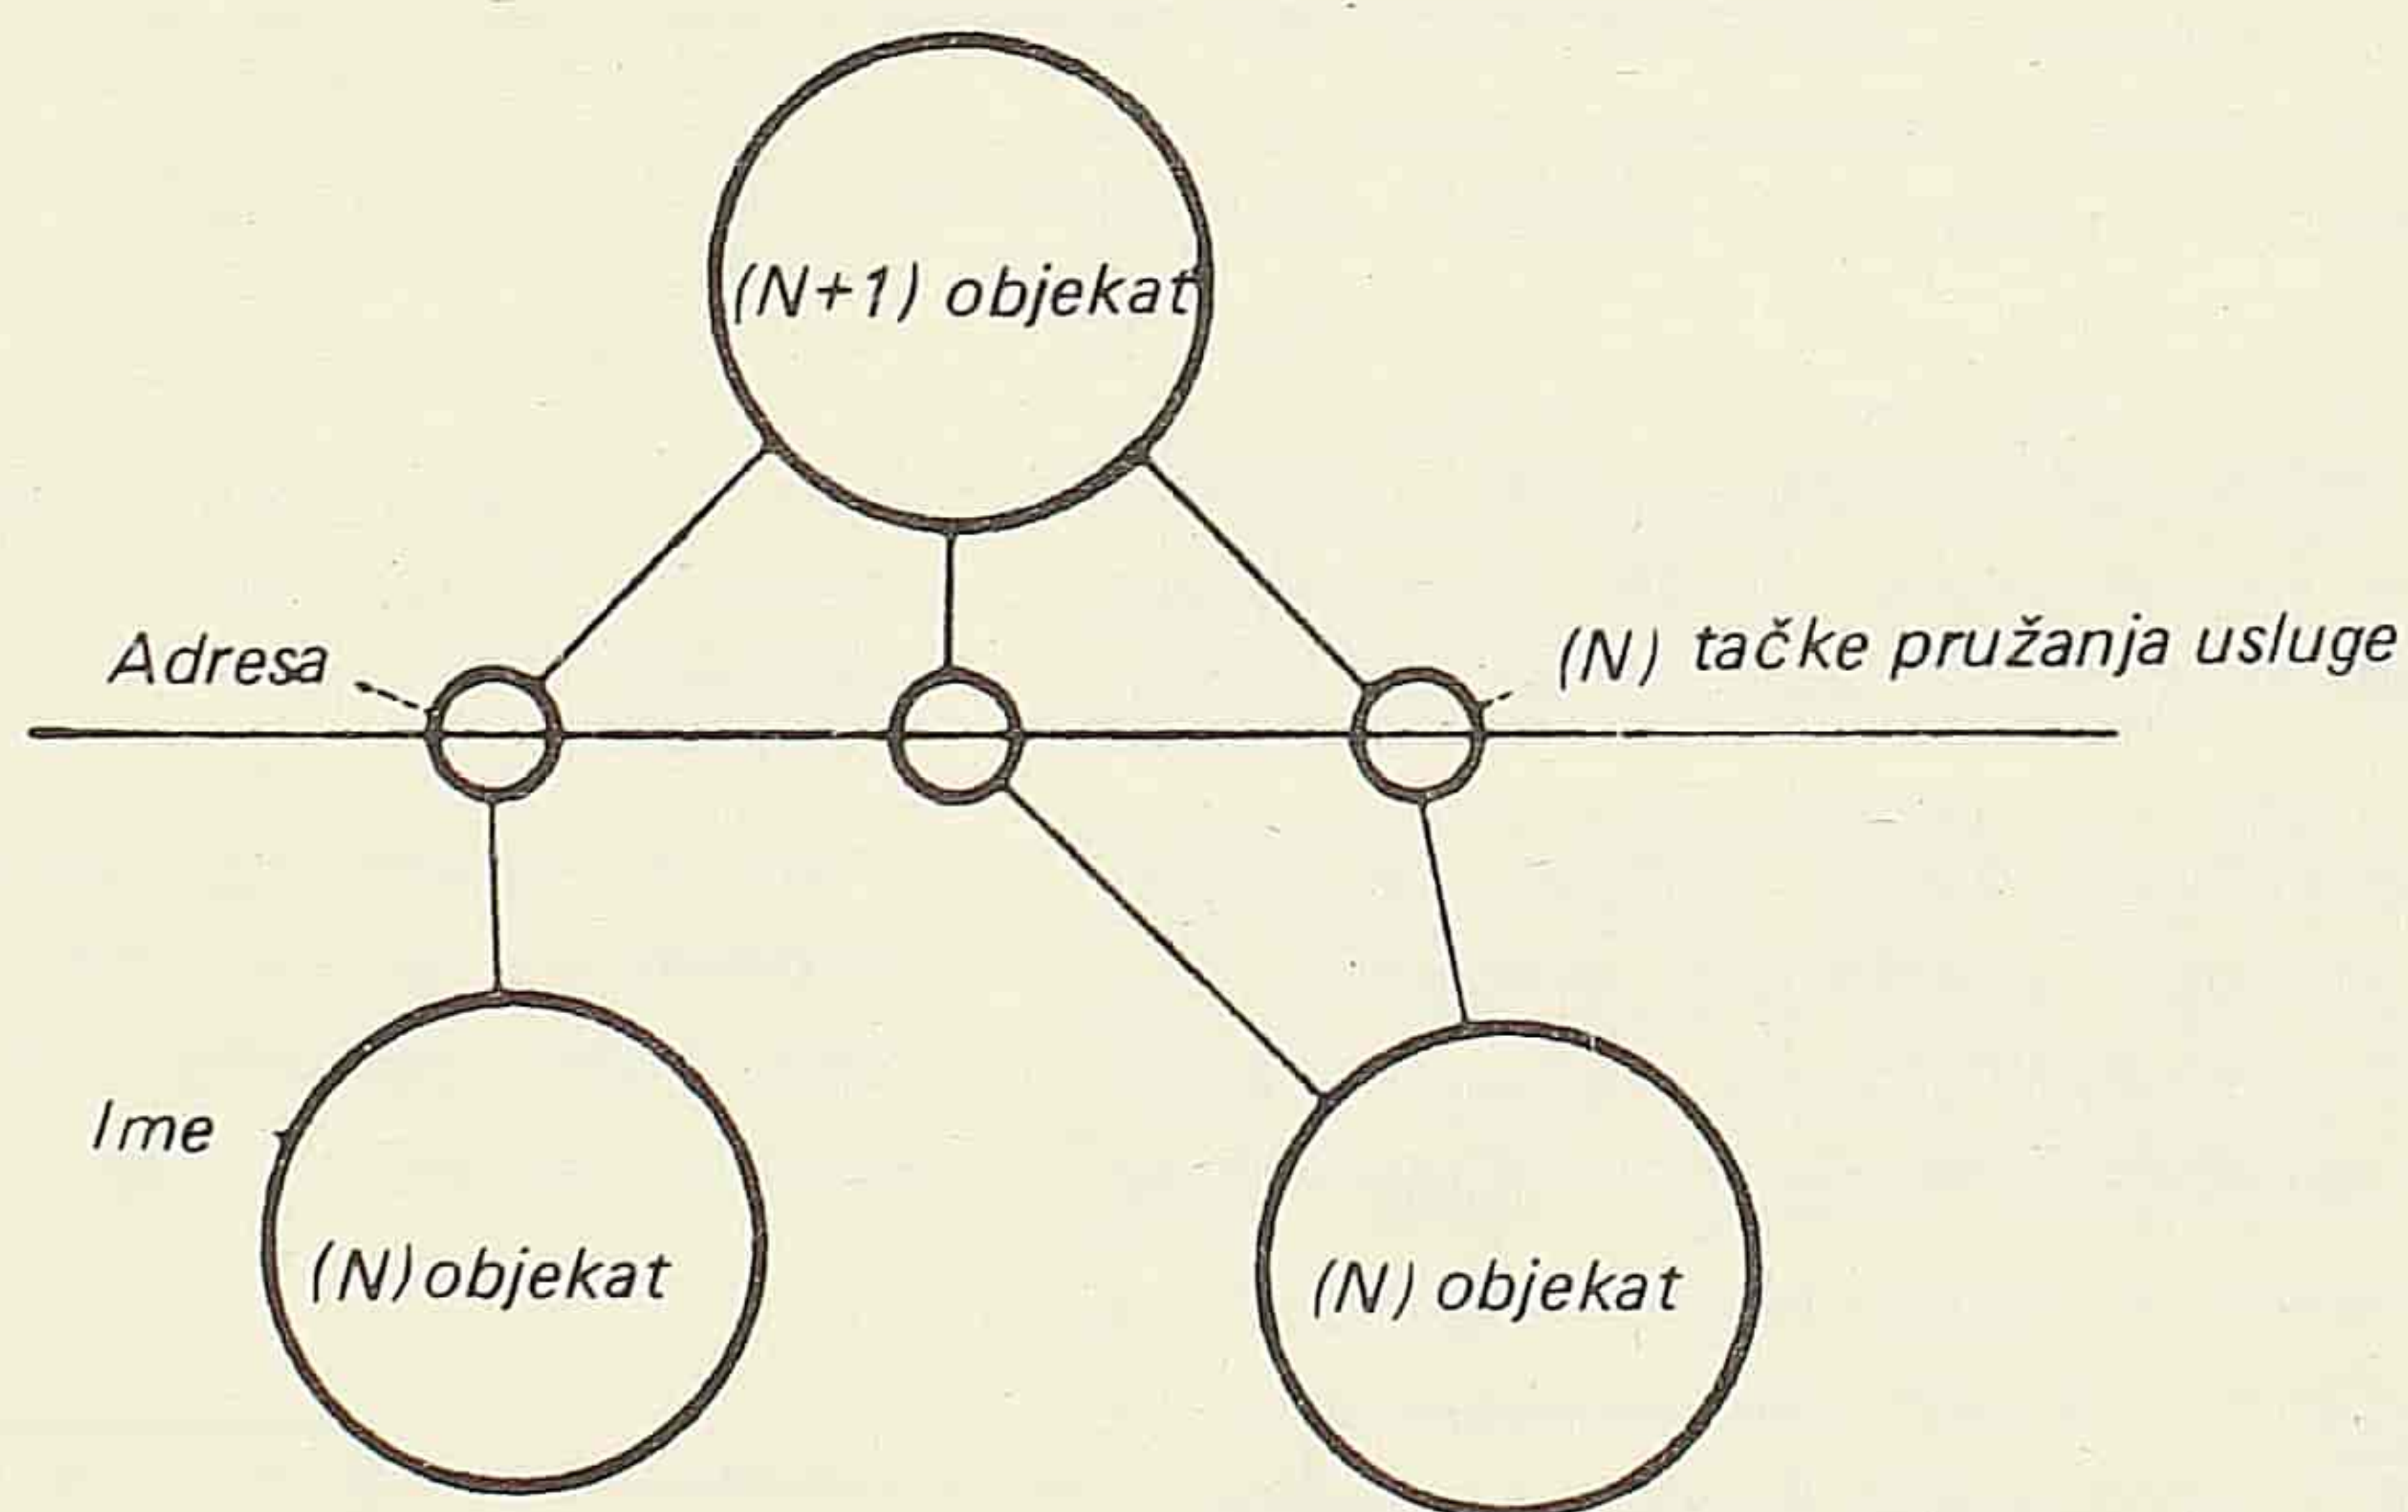 (N+1) objekat
Adresa
(N) tačke pružanja usluge
Ime
(N) objekat
(N) objekat